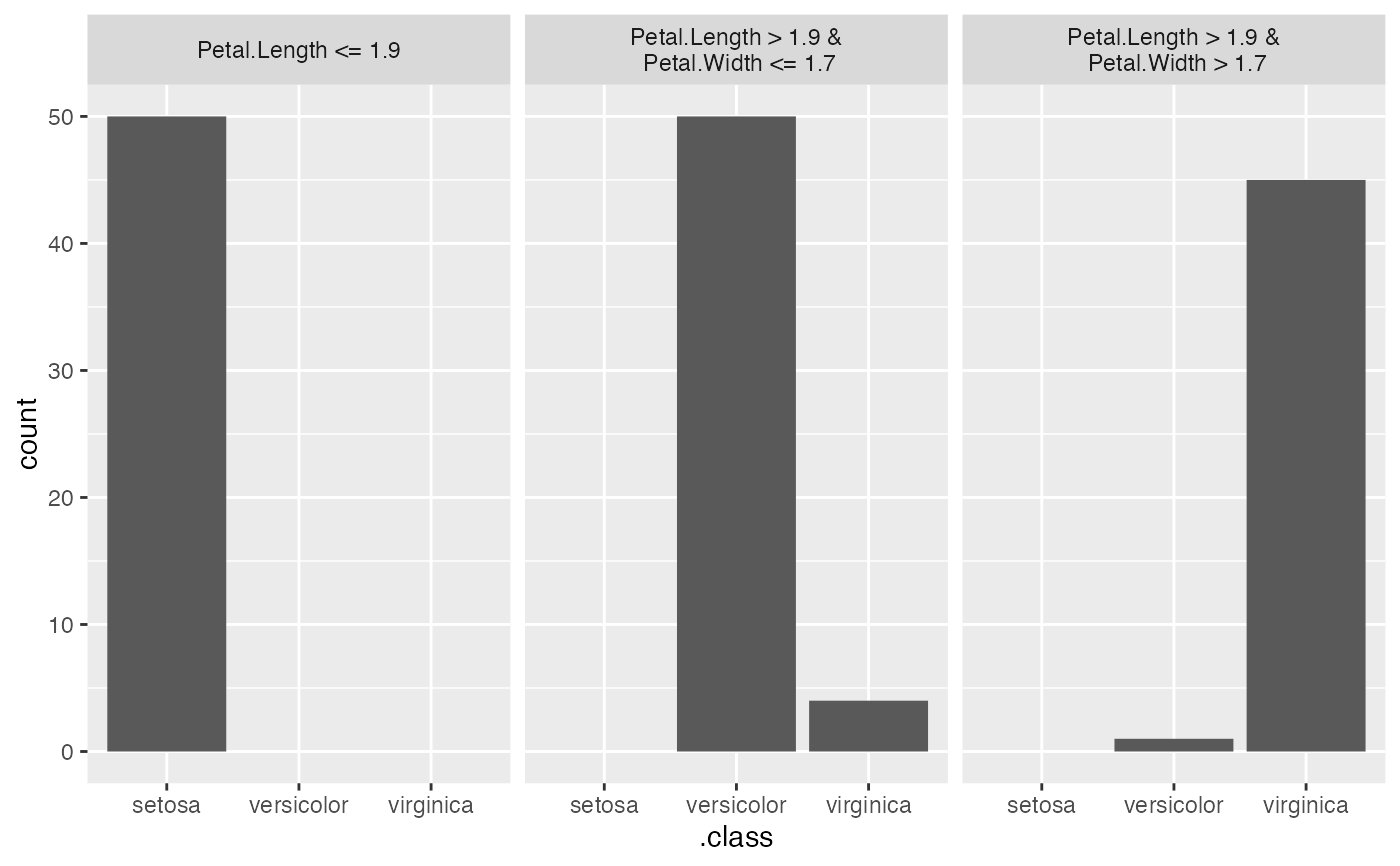 Petal.Length <= 1.9
Petal.Length > 1.9 &
Petal.Width <= 1.7
Petal.Length > 1.9 &
Petal.Width > 1.7
50
40
30
20
10
0
count
setosa versicolor virginica
setosa versicolor virginica
setosa versicolor virginica
.class